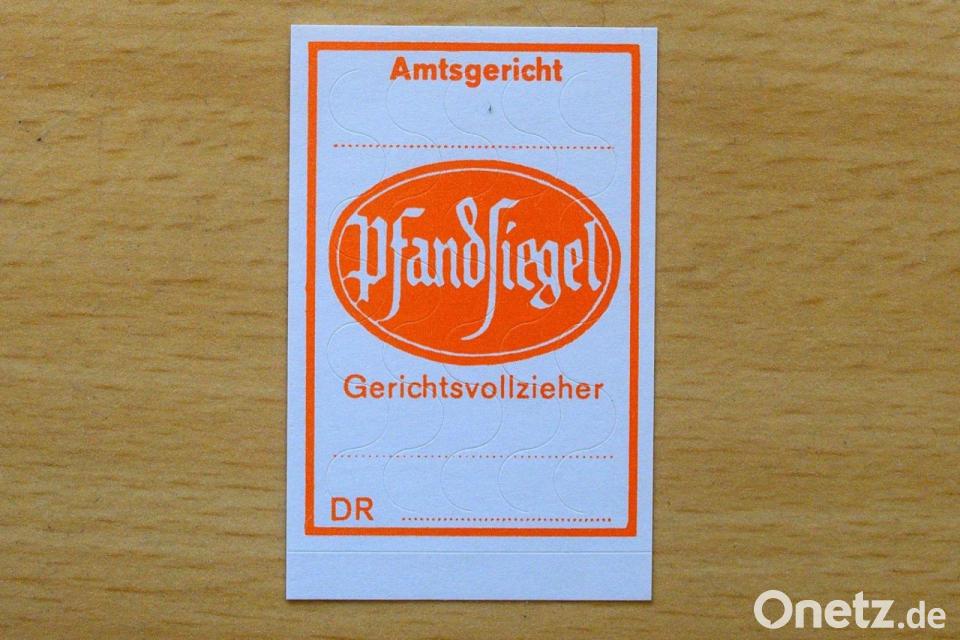 Amtsgericht
Pfandsiegel
Gerichtsvollzieher
DR
Onetz.de